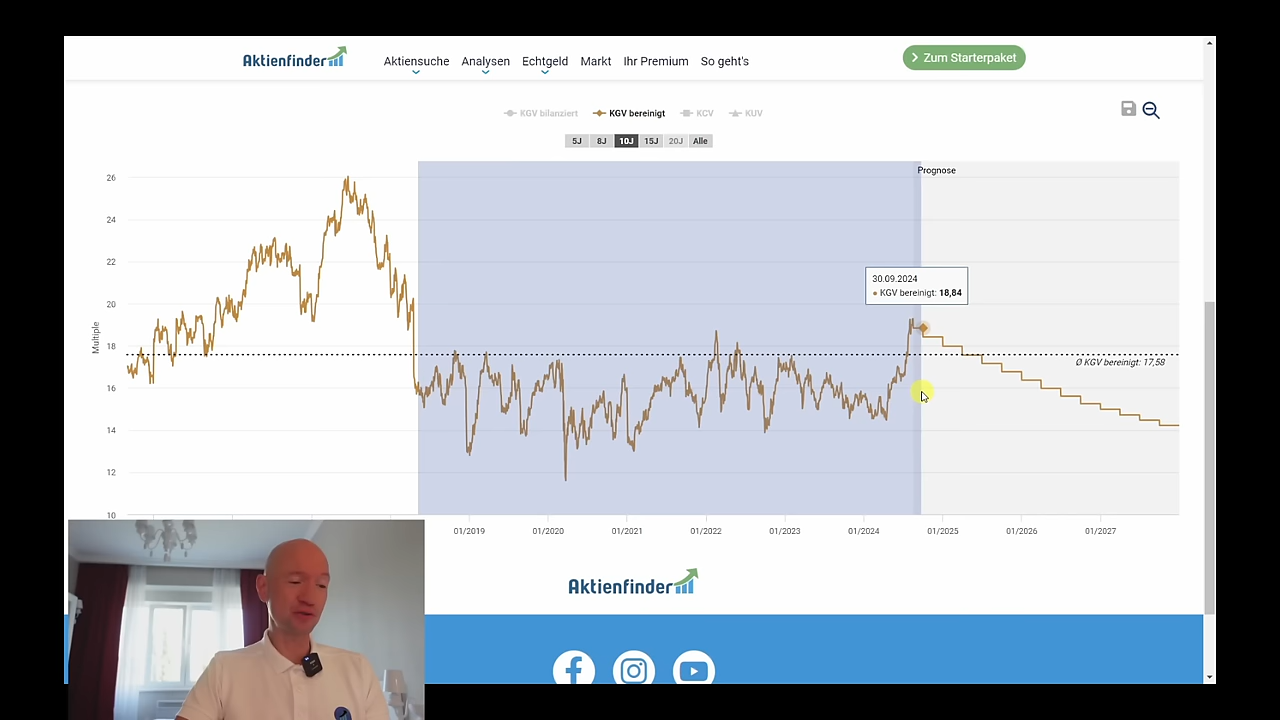 Aktienfinder
Aktiensuche Analysen Echtgeld Markt Ihr Premium So geht's
Zum Starterpaket
KGV bilanziert KGV bereinigt KCV KUV
5J 8J 10J 15J 20J Alle
Prognose
26
24
22
20
18
16
14
12
10
Multiple
30.09.2024
KGV bereinigt: 18,84
Ø KGV bereinigt: 17,58
01/2019 01/2020 01/2021 01/2022 01/2023 01/2024 01/2025 01/2026 01/2027
Aktienfinder